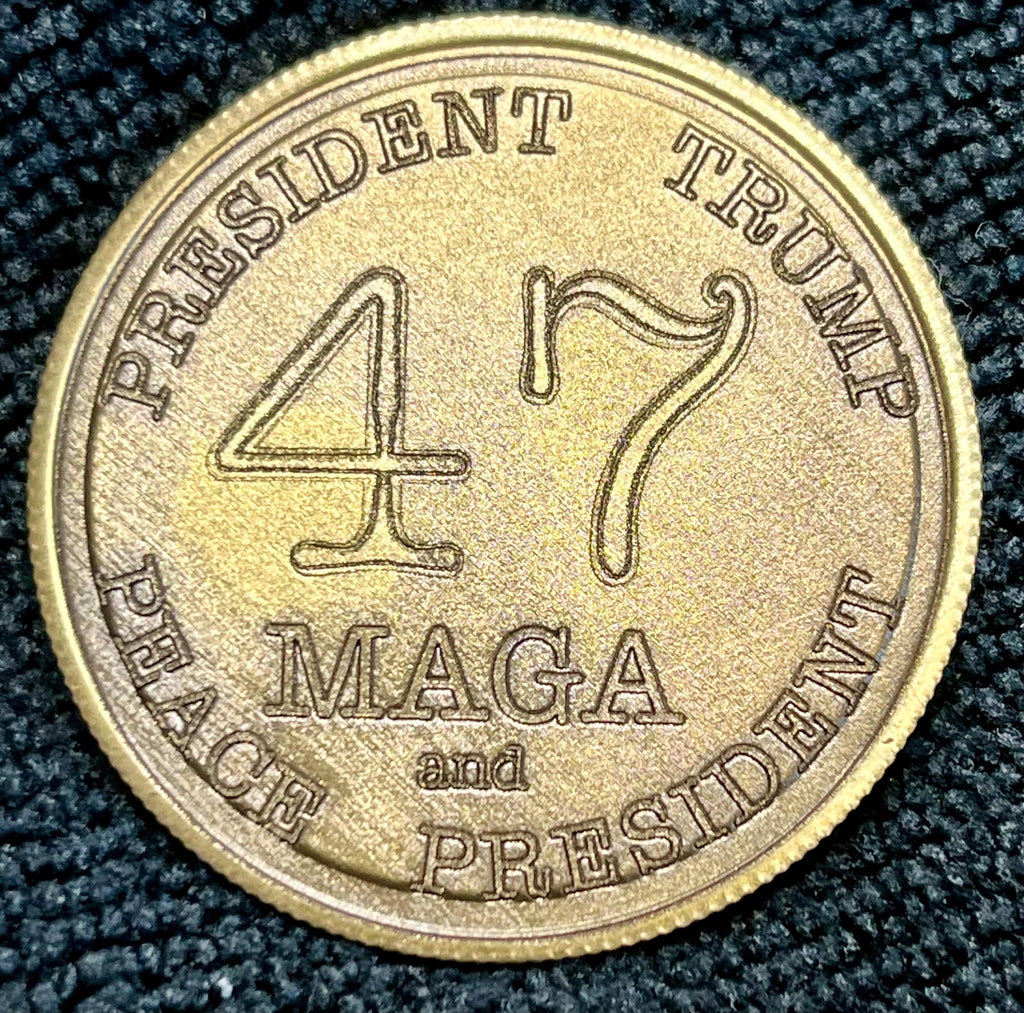 PRESIDENT TRUMP
47
MAGA
and
PEACE PRESIDENT